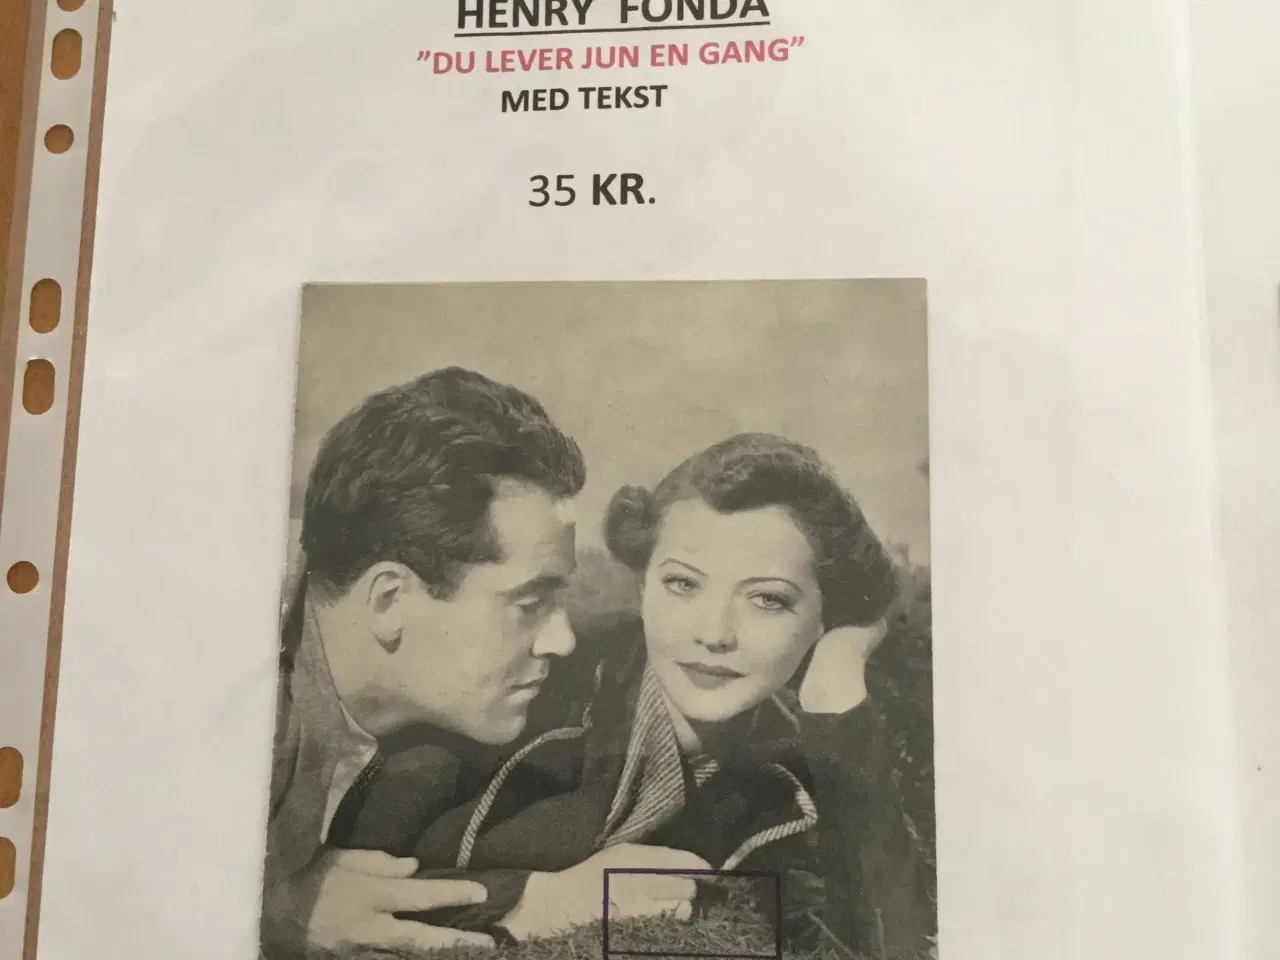 HENRY FONDA
”DU LEVER JUN EN GANG”
MED TEKST
35 KR.